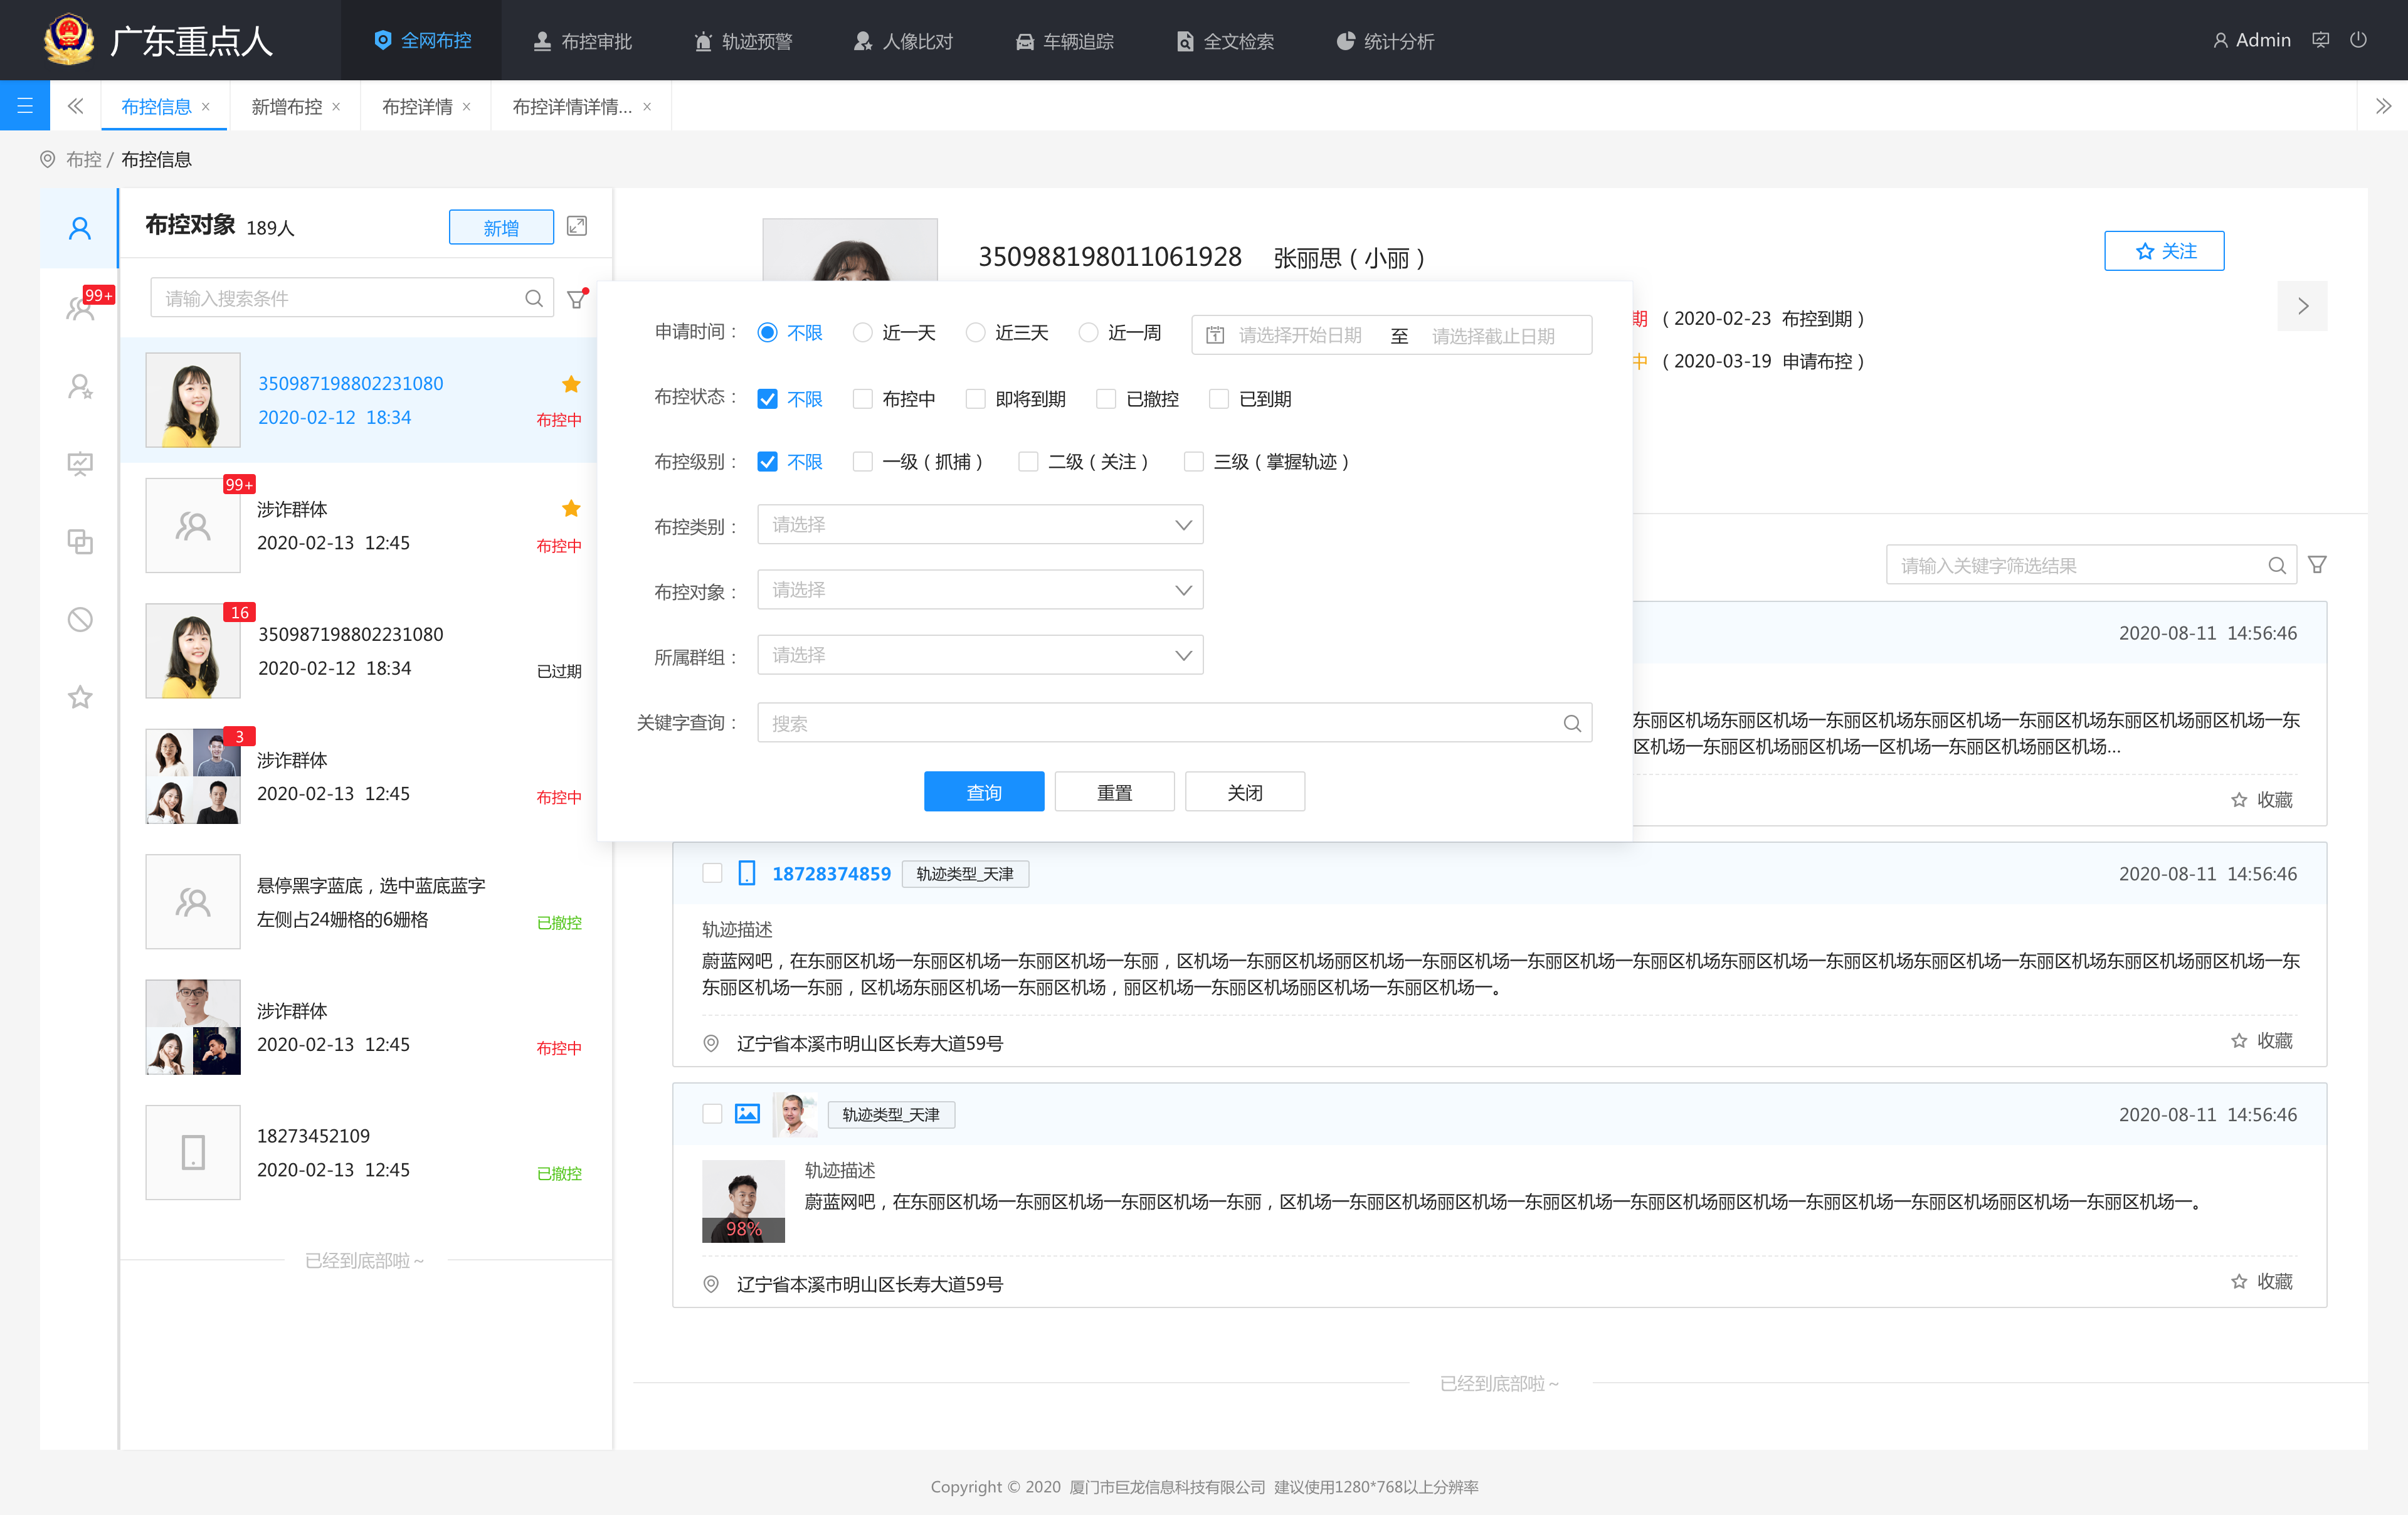 广东重点人
全网布控
布控审批
轨迹预警
人像比对
车辆追踪
全文检索
统计分析
Admin
布控信息
新增布控
布控详情
布控详情详情...
布控 / 布控信息
布控对象 189人
新增
请输入搜索条件
99+
350987198802231080
2020-02-12 18:34
布控中
99+
涉诈群体
2020-02-13 12:45
布控中
16
350987198802231080
2020-02-12 18:34
已过期
3
涉诈群体
2020-02-13 12:45
布控中
悬停黑字蓝底，选中蓝底蓝字
左侧占24姗格的6姗格
已撤控
涉诈群体
2020-02-13 12:45
布控中
18273452109
2020-02-13 12:45
已撤控
已经到底部啦～
350988198011061928 张丽思（小丽）
关注
期（2020-02-23 布控到期）
中（2020-03-19 申请布控）
申请时间： 不限 近一天 近三天 近一周 请选择开始日期 至 请选择截止日期
布控状态： 不限 布控中 即将到期 已撤控 已到期
布控级别： 不限 一级（抓捕） 二级（关注） 三级（掌握轨迹）
布控类别： 请选择
布控对象： 请选择
所属群组： 请选择
关键字查询： 搜索
查询 重置 关闭
请输入关键字筛选结果
2020-08-11 14:56:46
东丽区机场东丽区机场一东丽区机场东丽区机场一东丽区机场东丽区机场丽区机场一东
区机场一东丽区机场丽区机场一区机场一东丽区机场丽区机场...
收藏
18728374859 轨迹类型_天津 2020-08-11 14:56:46
轨迹描述
蔚蓝网吧，在东丽区机场一东丽区机场一东丽区机场一东丽，区机场一东丽区机场丽区机场一东丽区机场一东丽区机场一东丽区机场东丽区机场一东丽区机场东丽区机场一东丽区机场东丽区机场丽区机场一东
东丽区机场一东丽，区机场东丽区机场一东丽区机场，丽区机场一东丽区机场丽区机场一东丽区机场一。
辽宁省本溪市明山区长寿大道59号
收藏
轨迹类型_天津 2020-08-11 14:56:46
轨迹描述
蔚蓝网吧，在东丽区机场一东丽区机场一东丽区机场一东丽，区机场一东丽区机场丽区机场一东丽区机场一东丽区机场丽区机场一东丽区机场一东丽区机场丽区机场一东丽区机场一。
98%
辽宁省本溪市明山区长寿大道59号
收藏
已经到底部啦～
Copyright © 2020 厦门市巨龙信息科技有限公司 建议使用1280*768以上分辨率